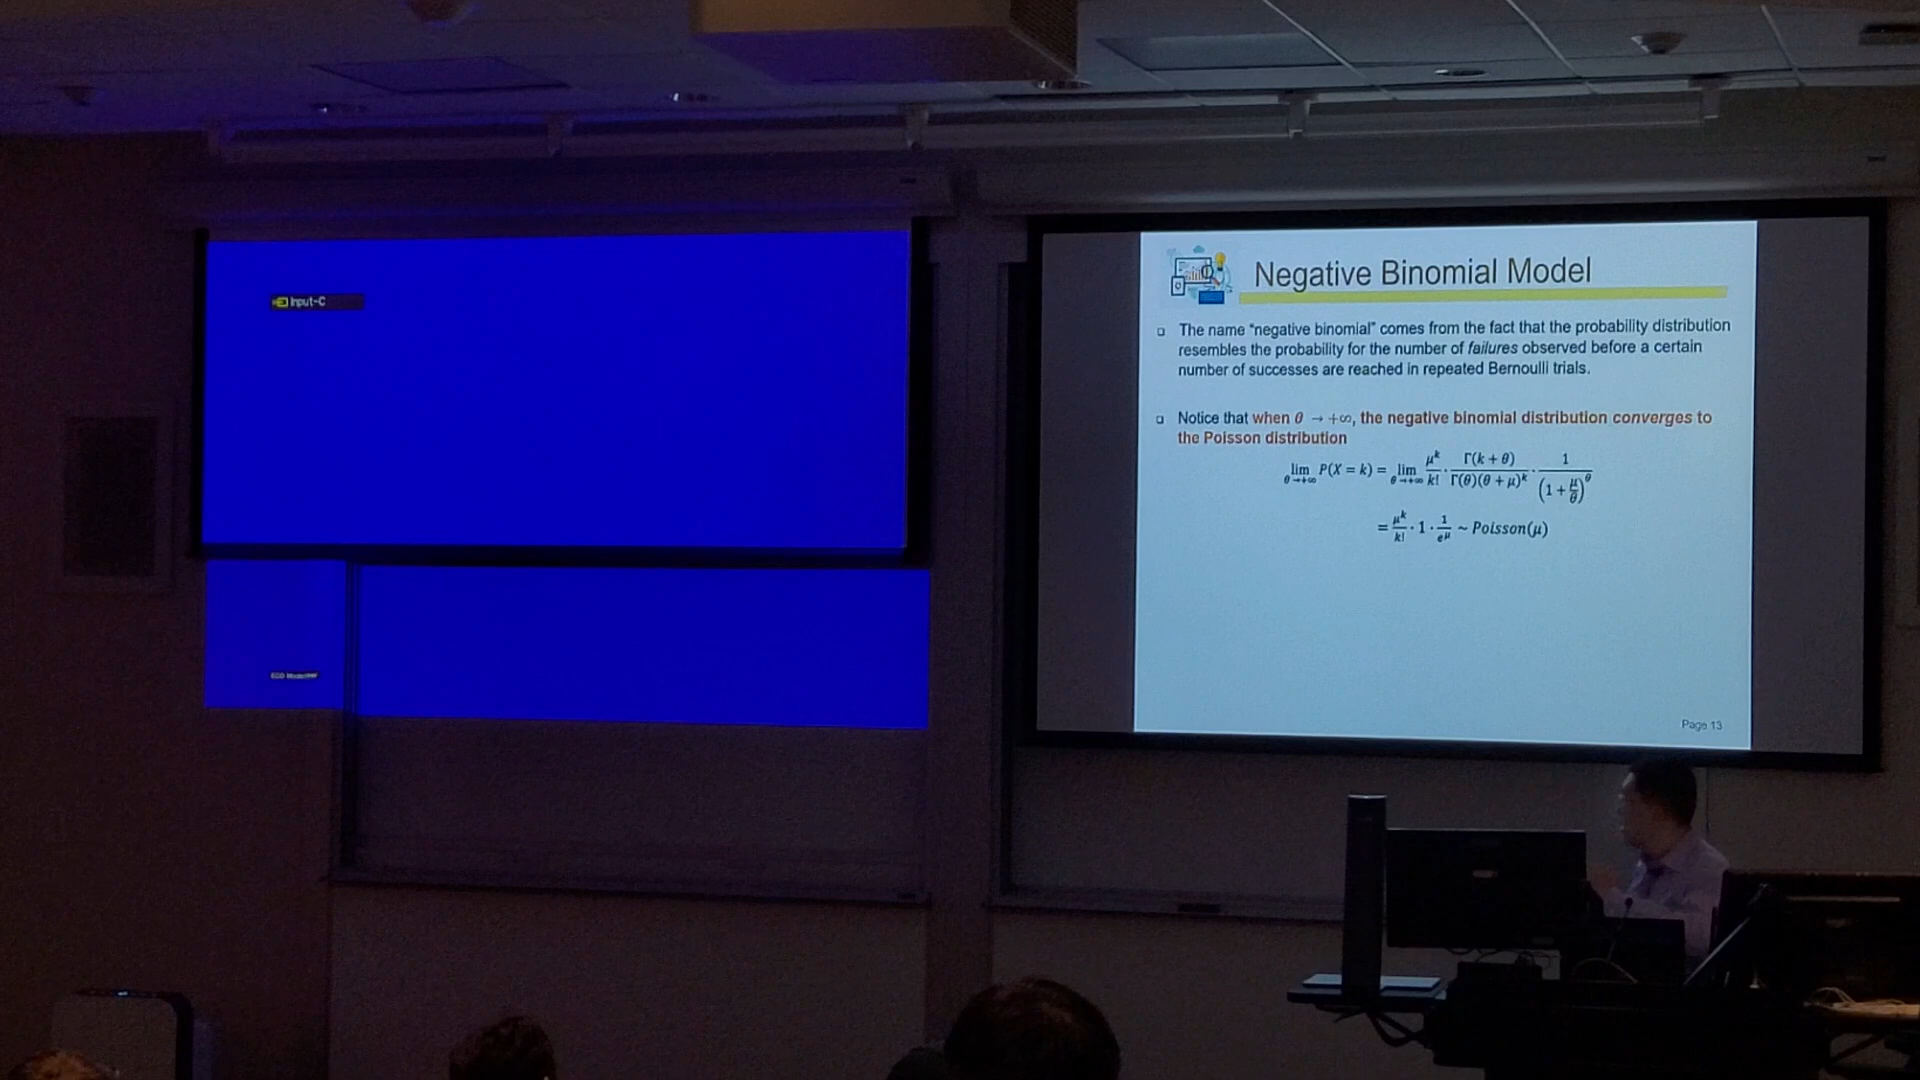 Input-C
Negative Binomial Model
The name “negative binomial” comes from the fact that the probability distribution
resembles the probability for the number of failures observed before a certain
number of successes are reached in repeated Bernoulli trials.
Notice that when θ → +∞, the negative binomial distribution converges to
the Poisson distribution
lim θ→+∞ P(X = k) = lim θ→+∞ μ^k/k! · Γ(k + θ)/(Γ(θ)(θ + μ)^k) · 1/(1 + μ/θ)^θ
= μ^k/k! · 1 · 1/e^μ ~ Poisson(μ)
Page 13